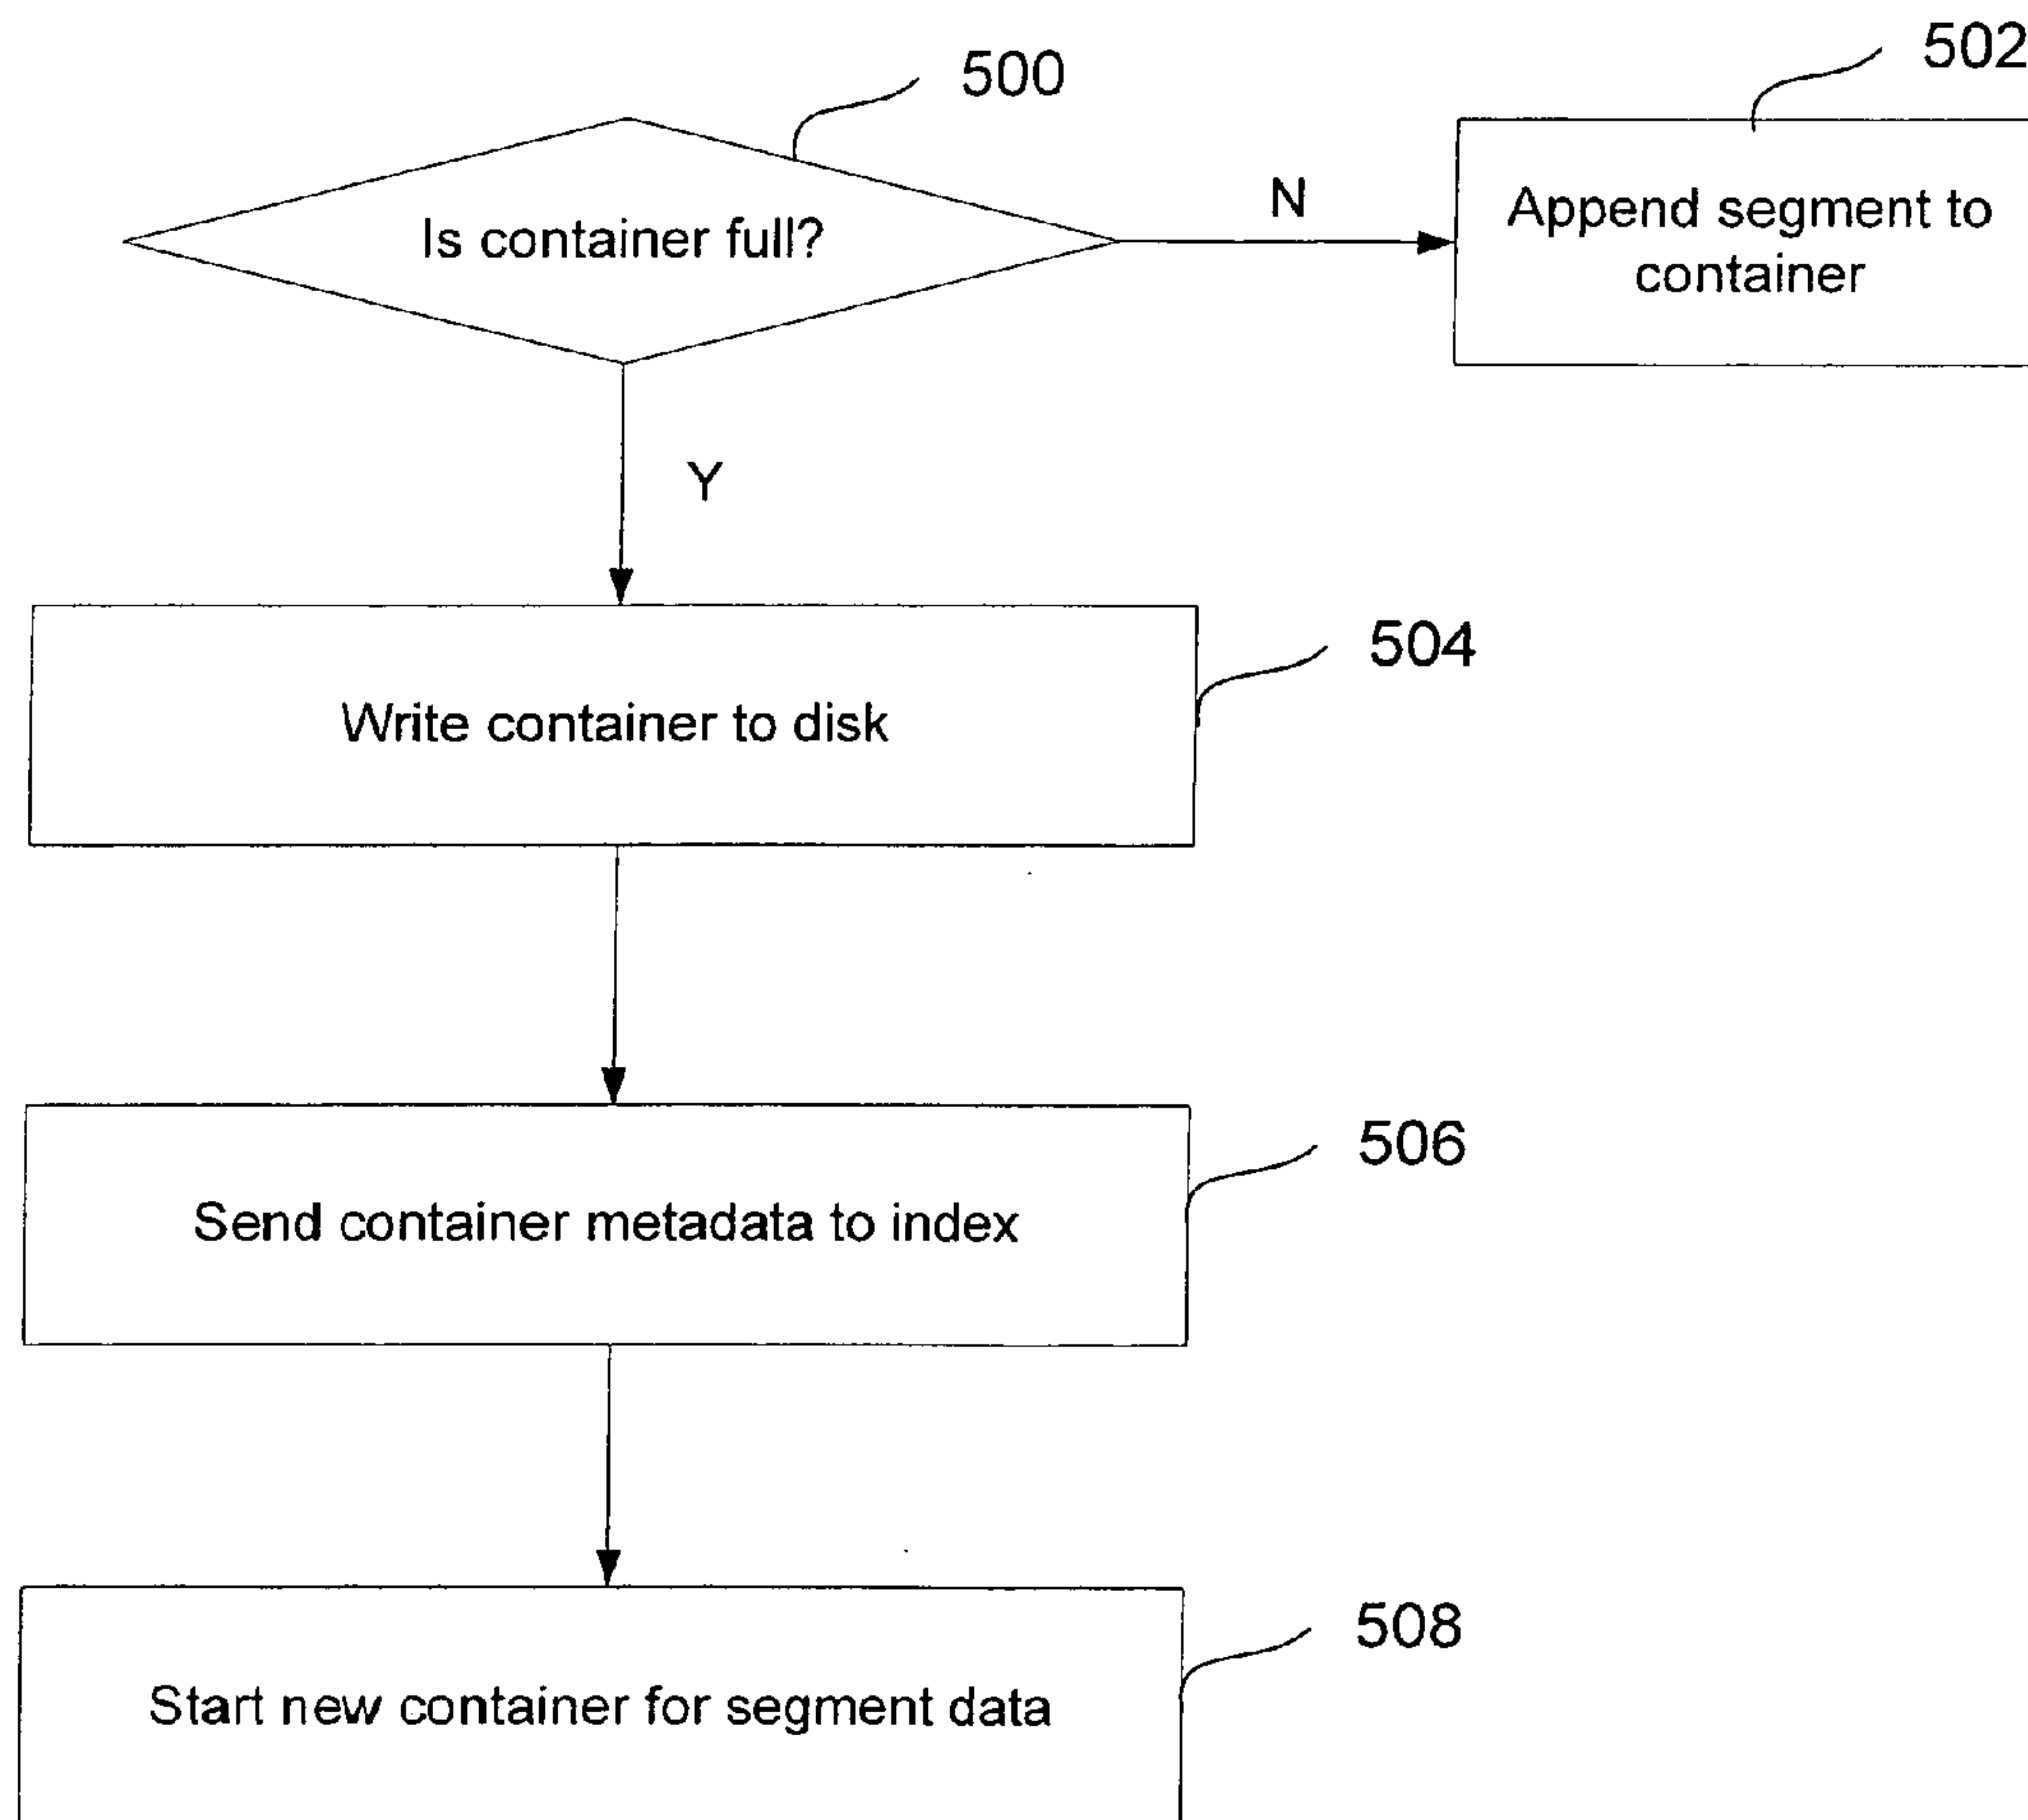 500
502
Is container full?
N
Append segment to
container
Y
504
Write container to disk
506
Send container metadata to index
508
Start new container for segment data